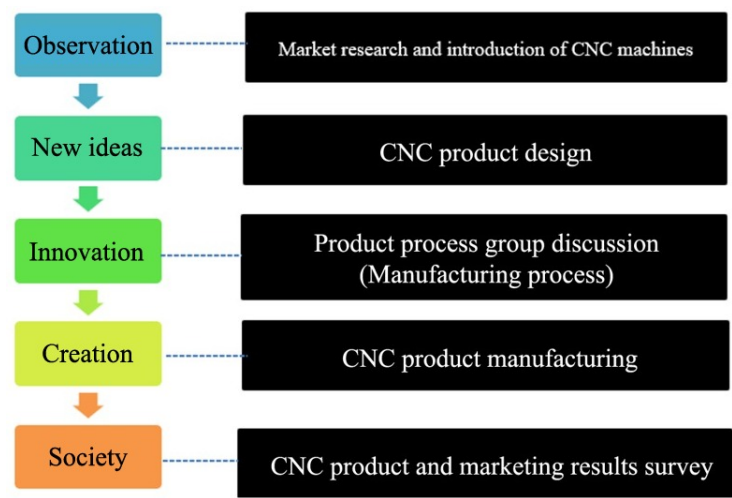 Observation
Market research and introduction of CNC machines
New ideas
CNC product design
Innovation
Product process group discussion
(Manufacturing process)
Creation
CNC product manufacturing
Society
CNC product and marketing results survey